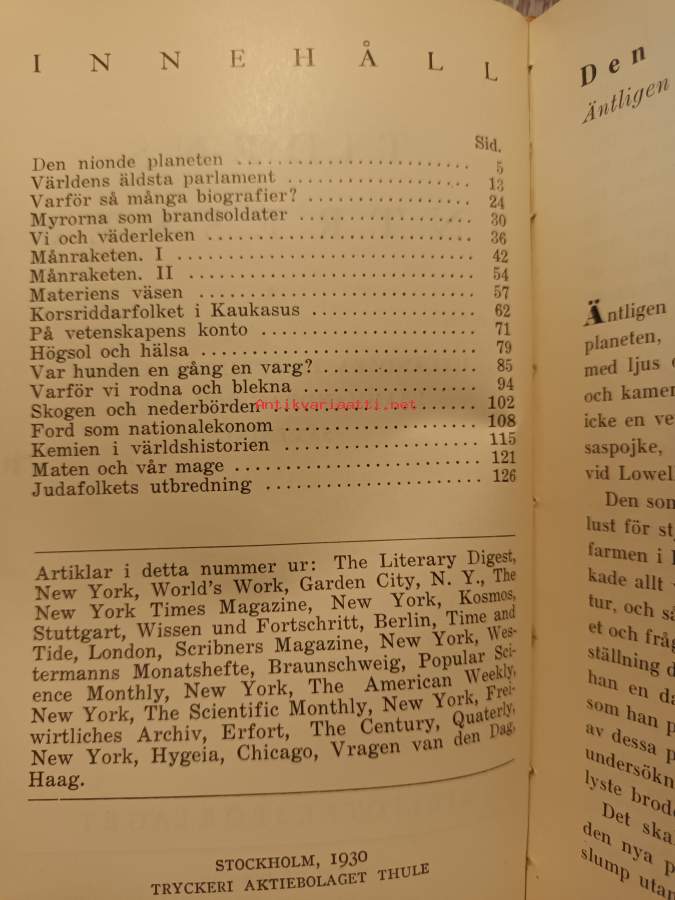 INNEHÅLL
Sid.
Den nionde planeten 5
Världens äldsta parlament 13
Varför så många biografier? 24
Myrorna som brandsoldater 30
Vi och väderleken 36
Månraketen. I 42
Månraketen. II 54
Materiens väsen 57
Korsriddarfolket i Kaukasus 62
På vetenskapens konto 71
Högsol och hälsa 79
Var hunden en gång en varg? 85
Varför vi rodna och blekna 94
Skogen och nederbörden 102
Antikvariaatti.net
Ford som nationalekonom 108
Kemien i världshistorien 115
Maten och vår mage 121
Judafolkets utbredning 126
Artiklar i detta nummer ur: The Literary Digest,
New York, World's Work, Garden City, N. Y., The
New York Times Magazine, New York, Kosmos,
Stuttgart, Wissen und Fortschritt, Berlin, Time and
Tide, London, Scribners Magazine, New York, Wes-
termanns Monatshefte, Braunschweig, Popular Sci-
ence Monthly, New York, The American Weekly,
New York, The Scientific Monthly, New York, Frei-
wirtliches Archiv, Erfort, The Century, Quaterly,
New York, Hygeia, Chicago, Vragen van den Dag,
Haag.
STOCKHOLM, 1930
TRYCKERI AKTIEBOLAGET THULE
Den
Äntligen
Äntligen
planeten,
med ljus
och kamer
icke en ve
saspojke,
vid Lowel
Den som
lust för st
farmen i
kade allt
tur, och så
et och fråg
ställning d
han en da
som han p
av dessa p
undersökn
lyste brode
Det ska
den nya p
slump utan